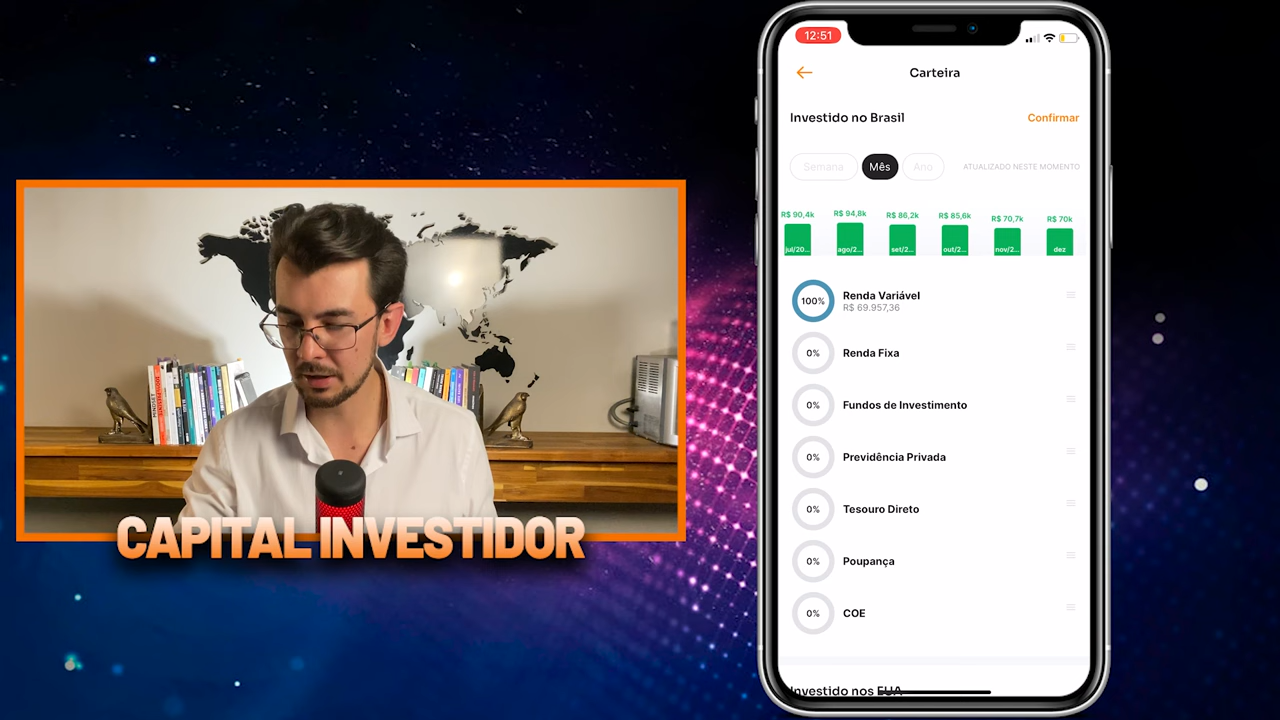 CAPITAL INVESTIDOR
12:51
Carteira
Investido no Brasil
Confirmar
Semana
Mês
Ano
ATUALIZADO NESTE MOMENTO
R$ 90,4k
R$ 94,8k
R$ 86,2k
R$ 85,6k
R$ 70,7k
R$ 70k
jul/20...
ago/2...
set/2...
out/2...
nov/2...
dez
100%
Renda Variável
R$ 69.957,36
0%
Renda Fixa
0%
Fundos de Investimento
0%
Previdência Privada
0%
Tesouro Direto
0%
Poupança
0%
COE
Investido nos EUA